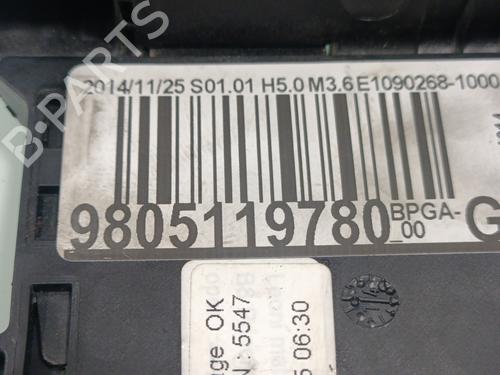 2014/11/25 S01.01 H5.0 M3.6 E1090268-1000
9805119780 BPGA-
_00
G
age OK
N : 5547
5 06:30